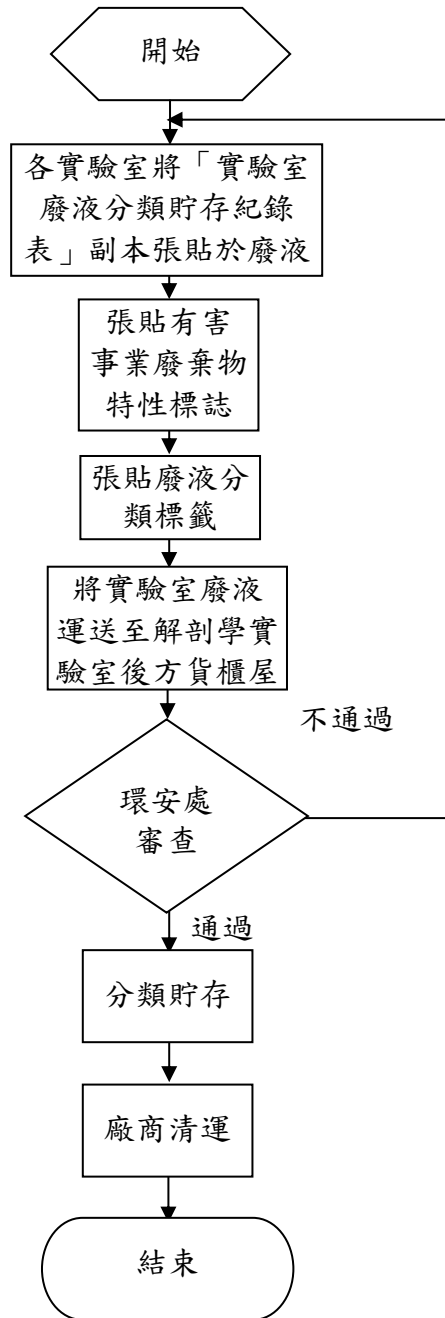 開始
各實驗室將「實驗室
廢液分類貯存紀錄
表」副本張貼於廢液
張貼有害
事業廢棄物
特性標誌
張貼廢液分
類標籤
將實驗室廢液
運送至解剖學實
驗室後方貨櫃屋
不通過
環安處
審查
通過
分類貯存
廠商清運
結束